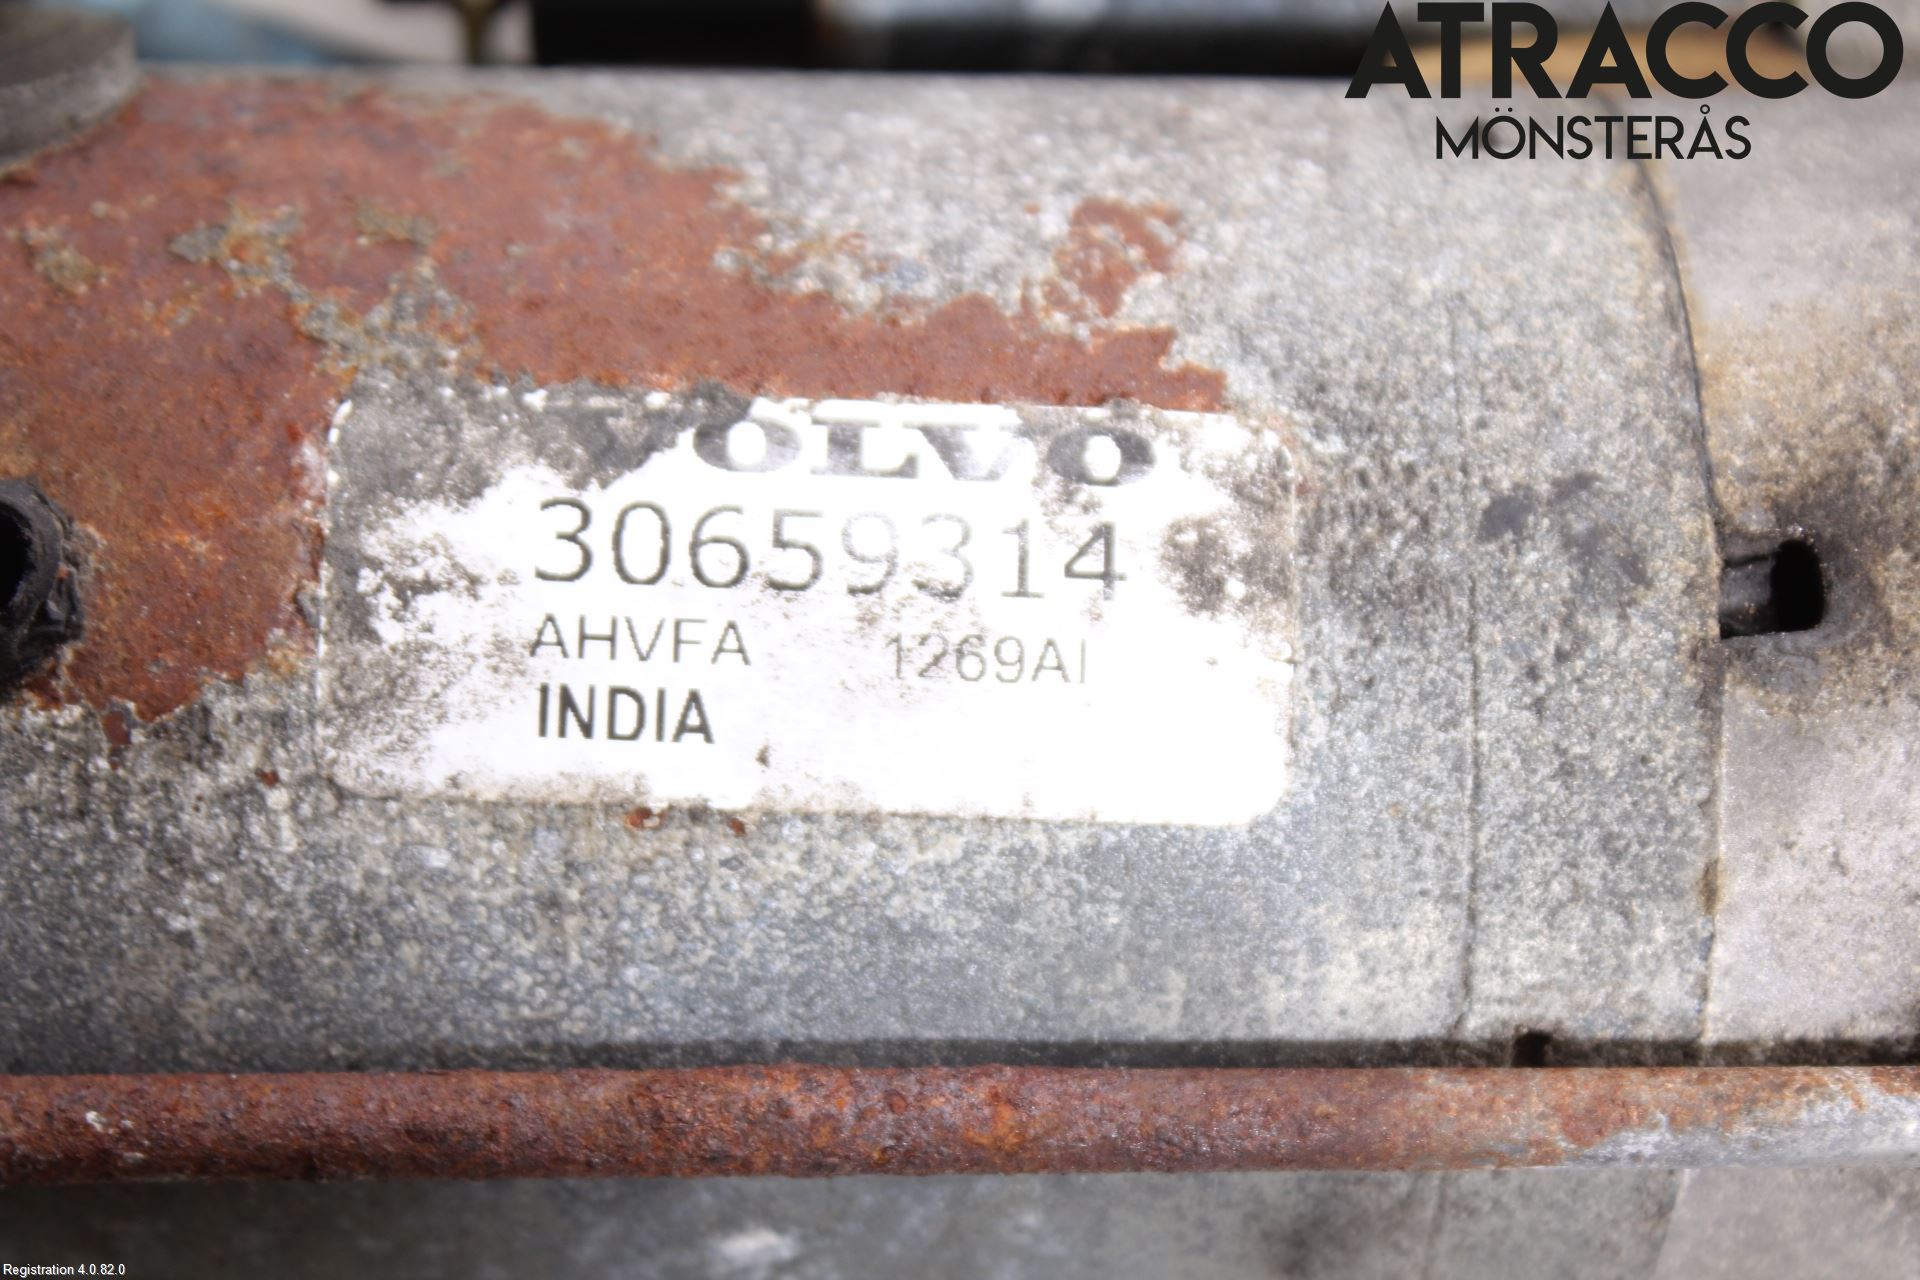 ATRACCO
MÖNSTERÅS
VOLVO
30659314
AHVFA 1269AI
INDIA
Registration 4.0.82.0